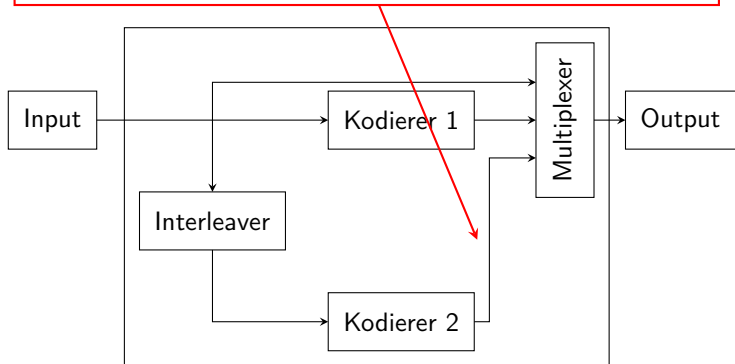 Input
Kodierer 1
Multiplexer
Output
Interleaver
Kodierer 2